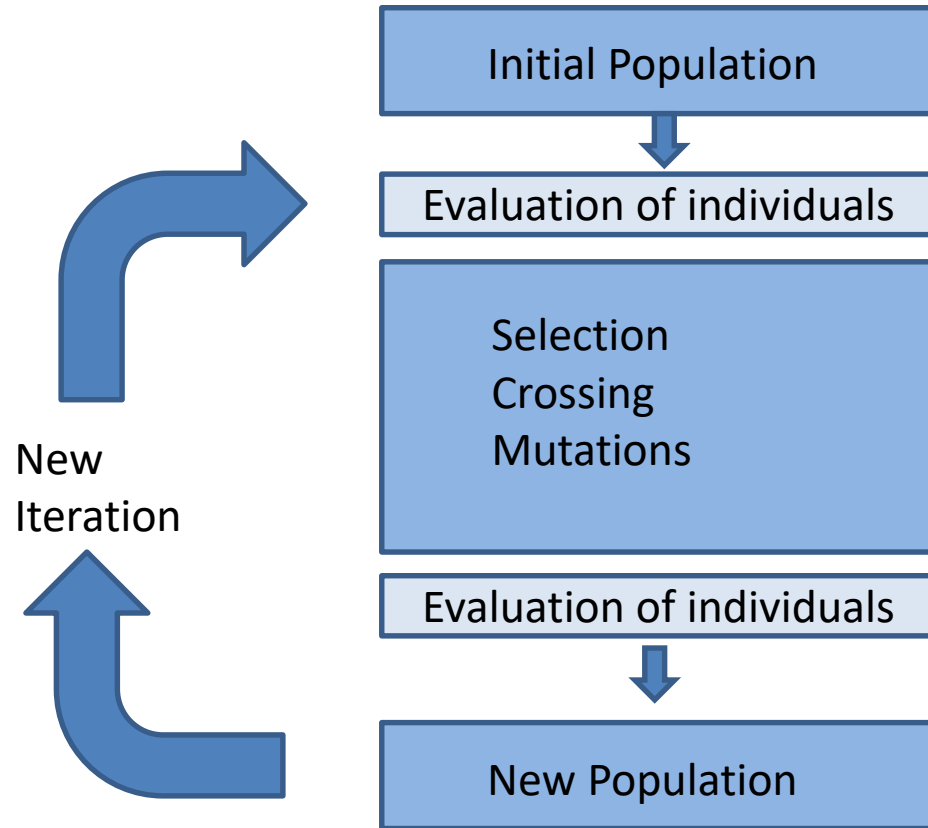 Initial Population
Evaluation of individuals
Selection
Crossing
Mutations
New
Iteration
Evaluation of individuals
New Population